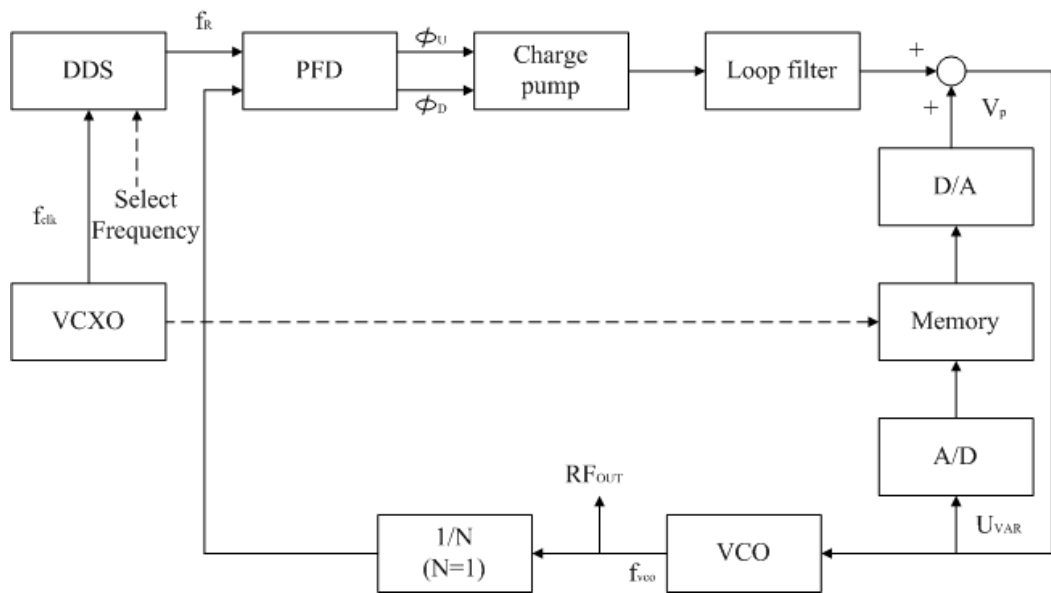 f_R
ϕ_U
DDS
PFD
Charge
pump
Loop filter
+
ϕ_D
+
V_p
D/A
f_clk
Select
Frequency
VCXO
Memory
A/D
RF_OUT
U_VAR
1/N
(N=1)
f_vco
VCO